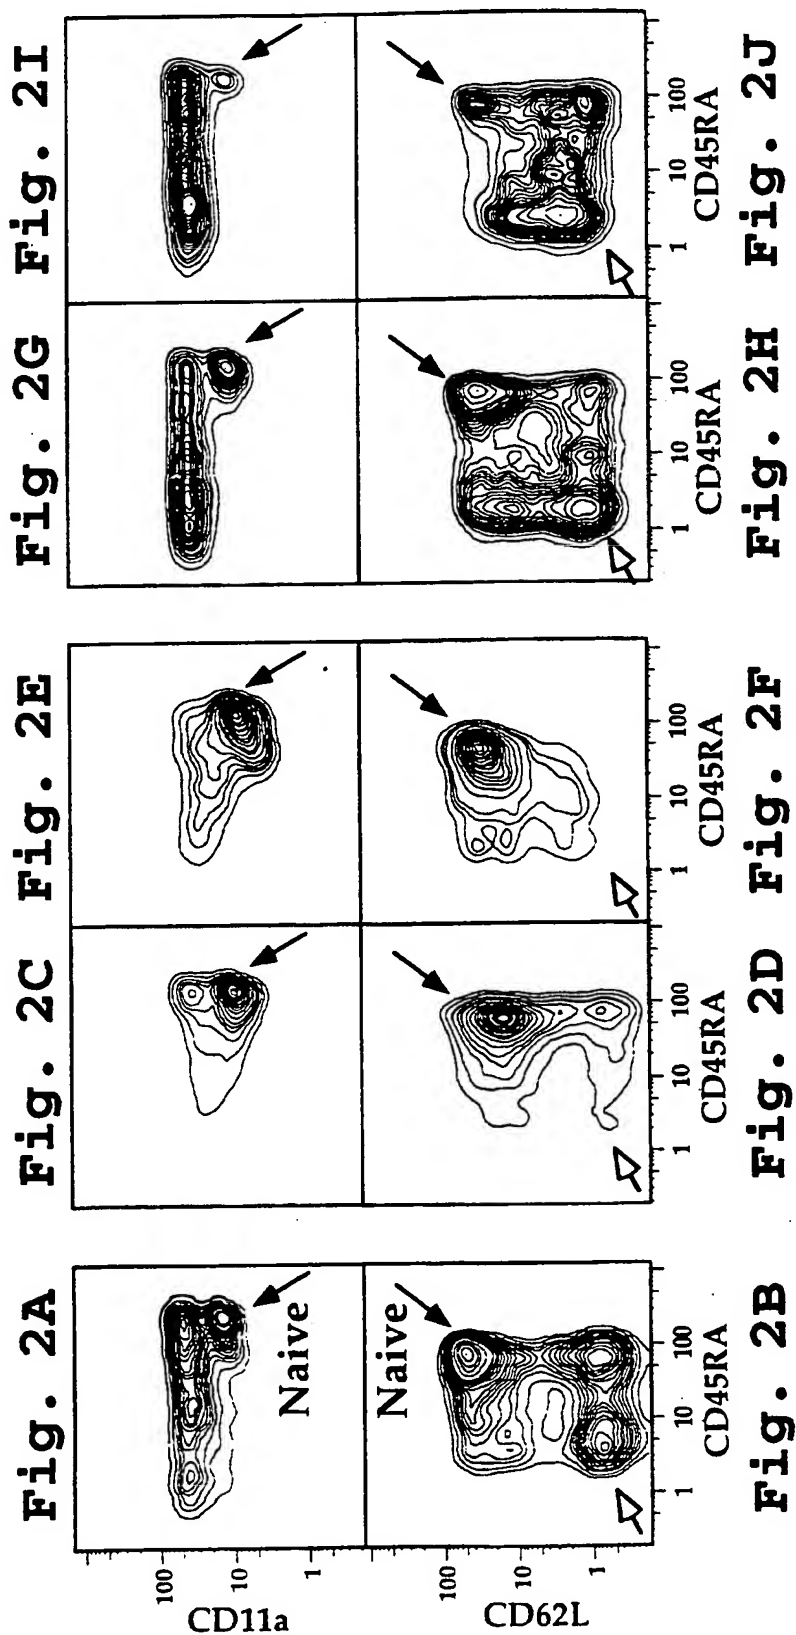 Fig. 2A Fig. 2C Fig. 2E Fig. 2G Fig. 2I
CD11a
100
10
1
Naive
CD62L
100
10
1
Naive
1 10 100 1 10 100 1 10 100 1 10 100 1 10 100
CD45RA CD45RA CD45RA CD45RA CD45RA
Fig. 2B Fig. 2D Fig. 2F Fig. 2H Fig. 2J